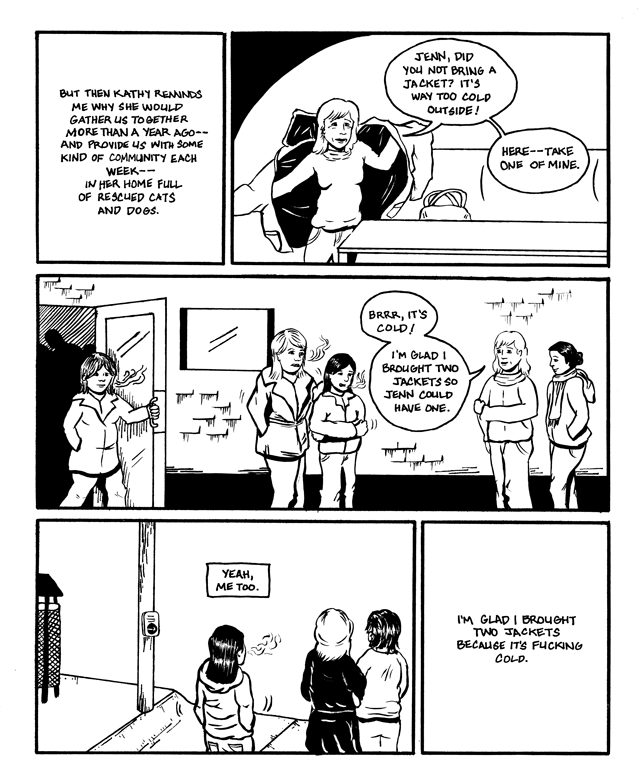 BUT THEN KATHY REMINDS
ME WHY SHE WOULD
GATHER US TOGETHER
MORE THAN A YEAR AGO--
AND PROVIDE US WITH SOME
KIND OF COMMUNITY EACH
WEEK--
IN HER HOME FULL
OF RESCUED CATS
AND DOGS.
JENN, DID
YOU NOT BRING A
JACKET? IT'S
WAY TOO COLD
OUTSIDE!
HERE--TAKE
ONE OF MINE.
BRRR, IT'S
COLD!
I'M GLAD I
BROUGHT TWO
JACKETS SO
JENN COULD
HAVE ONE.
YEAH,
ME TOO.
I'M GLAD I BROUGHT
TWO JACKETS
BECAUSE IT'S FUCKING
COLD.